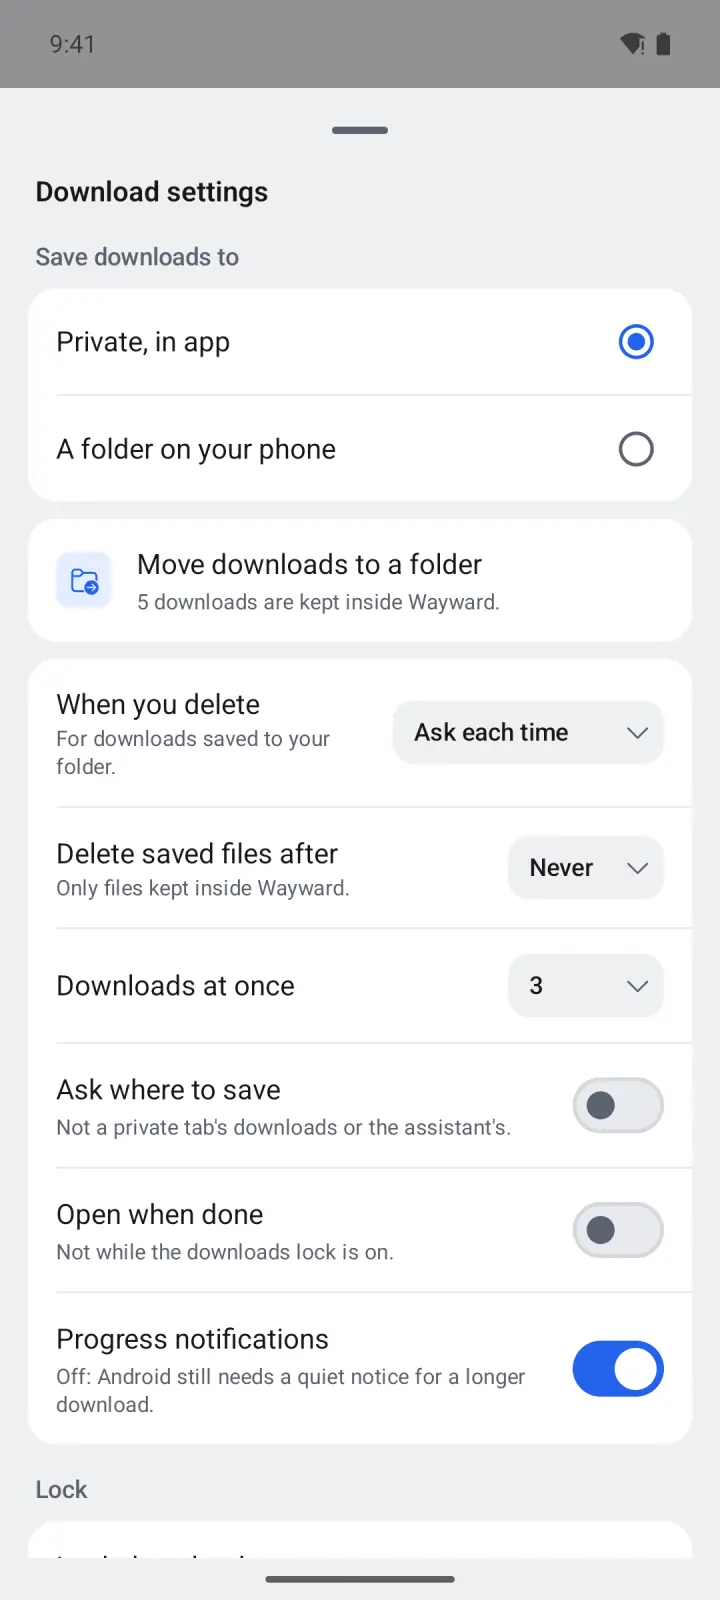 9:41
Download settings
Save downloads to
Private, in app
A folder on your phone
Move downloads to a folder
5 downloads are kept inside Wayward.
When you delete
For downloads saved to your
folder.
Ask each time
Delete saved files after
Only files kept inside Wayward.
Never
Downloads at once
3
Ask where to save
Not a private tab's downloads or the assistant's.
Open when done
Not while the downloads lock is on.
Progress notifications
Off: Android still needs a quiet notice for a longer
download.
Lock